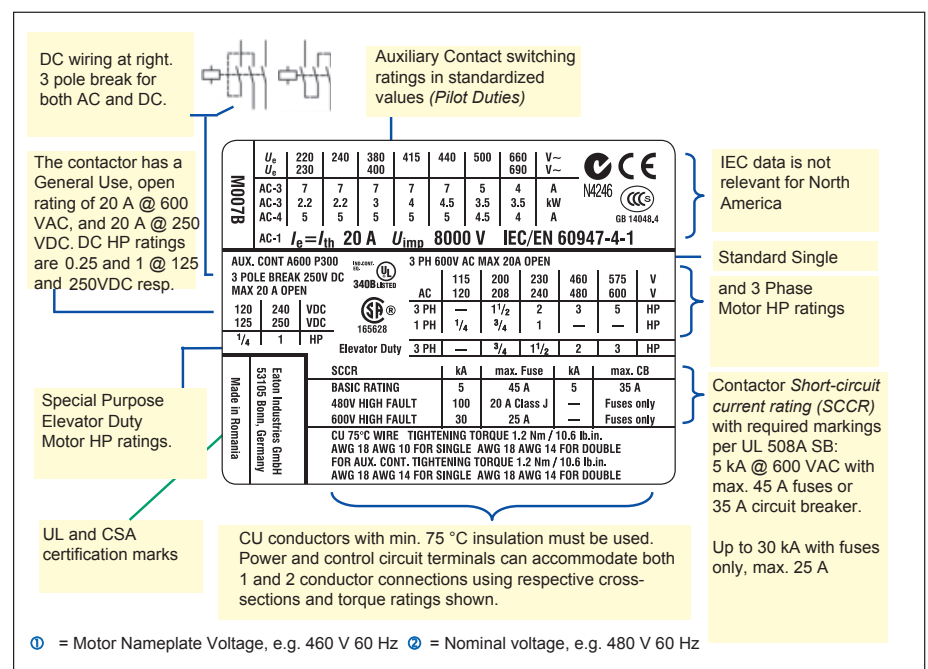 DC wiring at right.
3 pole break for
both AC and DC.
Auxiliary Contact switching
ratings in standardized
values (Pilot Duties)
The contactor has a
General Use, open
rating of 20 A @ 600
VAC, and 20 A @ 250
VDC. DC HP ratings
are 0.25 and 1 @ 125
and 250VDC resp.
M007B
Ue 220 240 380 415 440 500 660 V~
Ue 230 400 690 V~
AC-3 7 7 7 7 7 5 4 A
AC-3 2.2 2.2 3 4 4.5 3.5 3.5 kW
AC-4 5 5 5 5 5 4.5 4 A
AC-1 Ie=Ith 20 A Uimp 8000 V IEC/EN 60947-4-1
CE
N4246 CCC S
GB 14048.4
IEC data is not
relevant for North
America
AUX. CONT A600 P300
3 POLE BREAK 250V DC
MAX 20 A OPEN
120 240 VDC
125 250 VDC
1/4 1 HP
IND.CONT.
EQ.
UL
340B LISTED
SA
165628
3 PH 600V AC MAX 20A OPEN
115 200 230 460 575 V
AC 120 208 240 480 600 V
3 PH — 1 1/2 2 3 5 HP
1 PH 1/4 3/4 1 — — HP
Elevator Duty 3 PH — 3/4 1 1/2 2 3 HP
Standard Single
and 3 Phase
Motor HP ratings
Made in Romania
Eaton Industries GmbH
53105 Bonn, Germany
SCCR kA max. Fuse kA max. CB
BASIC RATING 5 45 A 5 35 A
480V HIGH FAULT 100 20 A Class J — Fuses only
600V HIGH FAULT 30 25 A — Fuses only
CU 75°C WIRE TIGHTENING TORQUE 1.2 Nm / 10.6 lb.in.
AWG 18 AWG 10 FOR SINGLE AWG 18 AWG 14 FOR DOUBLE
FOR AUX. CONT. TIGHTENING TORQUE 1.2 Nm / 10.6 lb.in.
AWG 18 AWG 14 FOR SINGLE AWG 18 AWG 14 FOR DOUBLE
Special Purpose
Elevator Duty
Motor HP ratings.
UL and CSA
certification marks
Contactor Short-circuit
current rating (SCCR)
with required markings
per UL 508A SB:
5 kA @ 600 VAC with
max. 45 A fuses or
35 A circuit breaker.
Up to 30 kA with fuses
only, max. 25 A
CU conductors with min. 75 °C insulation must be used.
Power and control circuit terminals can accommodate both
1 and 2 conductor connections using respective cross-
sections and torque ratings shown.
① = Motor Nameplate Voltage, e.g. 460 V 60 Hz ② = Nominal voltage, e.g. 480 V 60 Hz